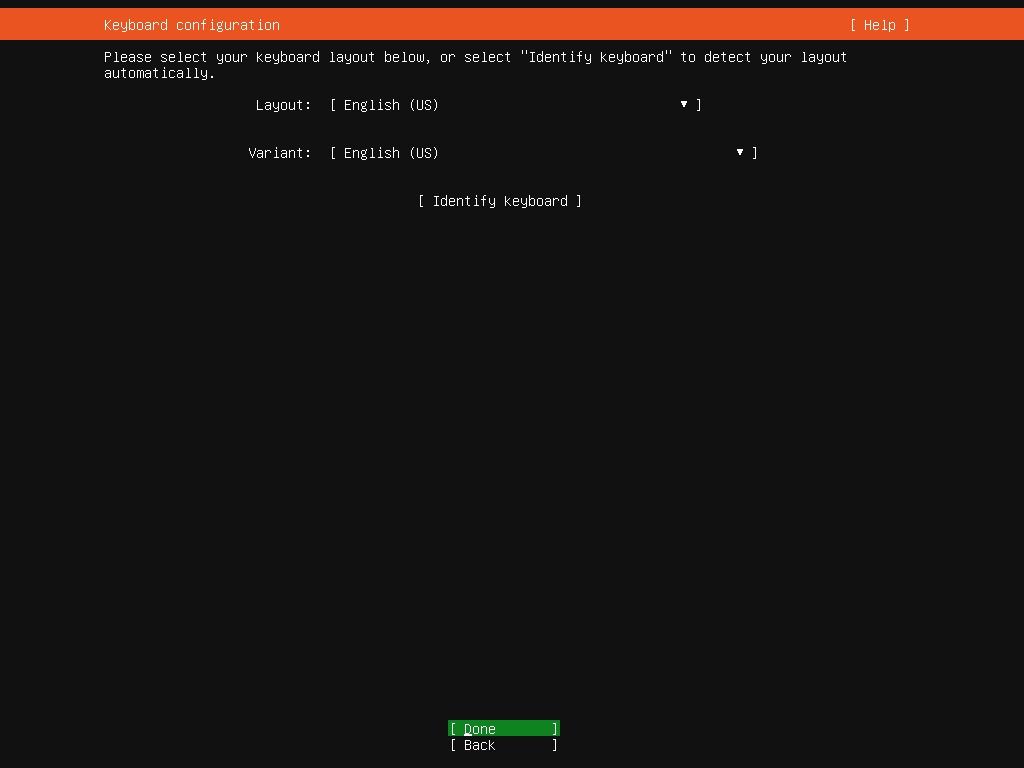 Keyboard configuration [ Help ]
Please select your keyboard layout below, or select "Identify keyboard" to detect your layout
automatically.
Layout: [ English (US) ▼ ]
Variant: [ English (US) ▼ ]
[ Identify keyboard ]
[ Done ]
[ Back ]